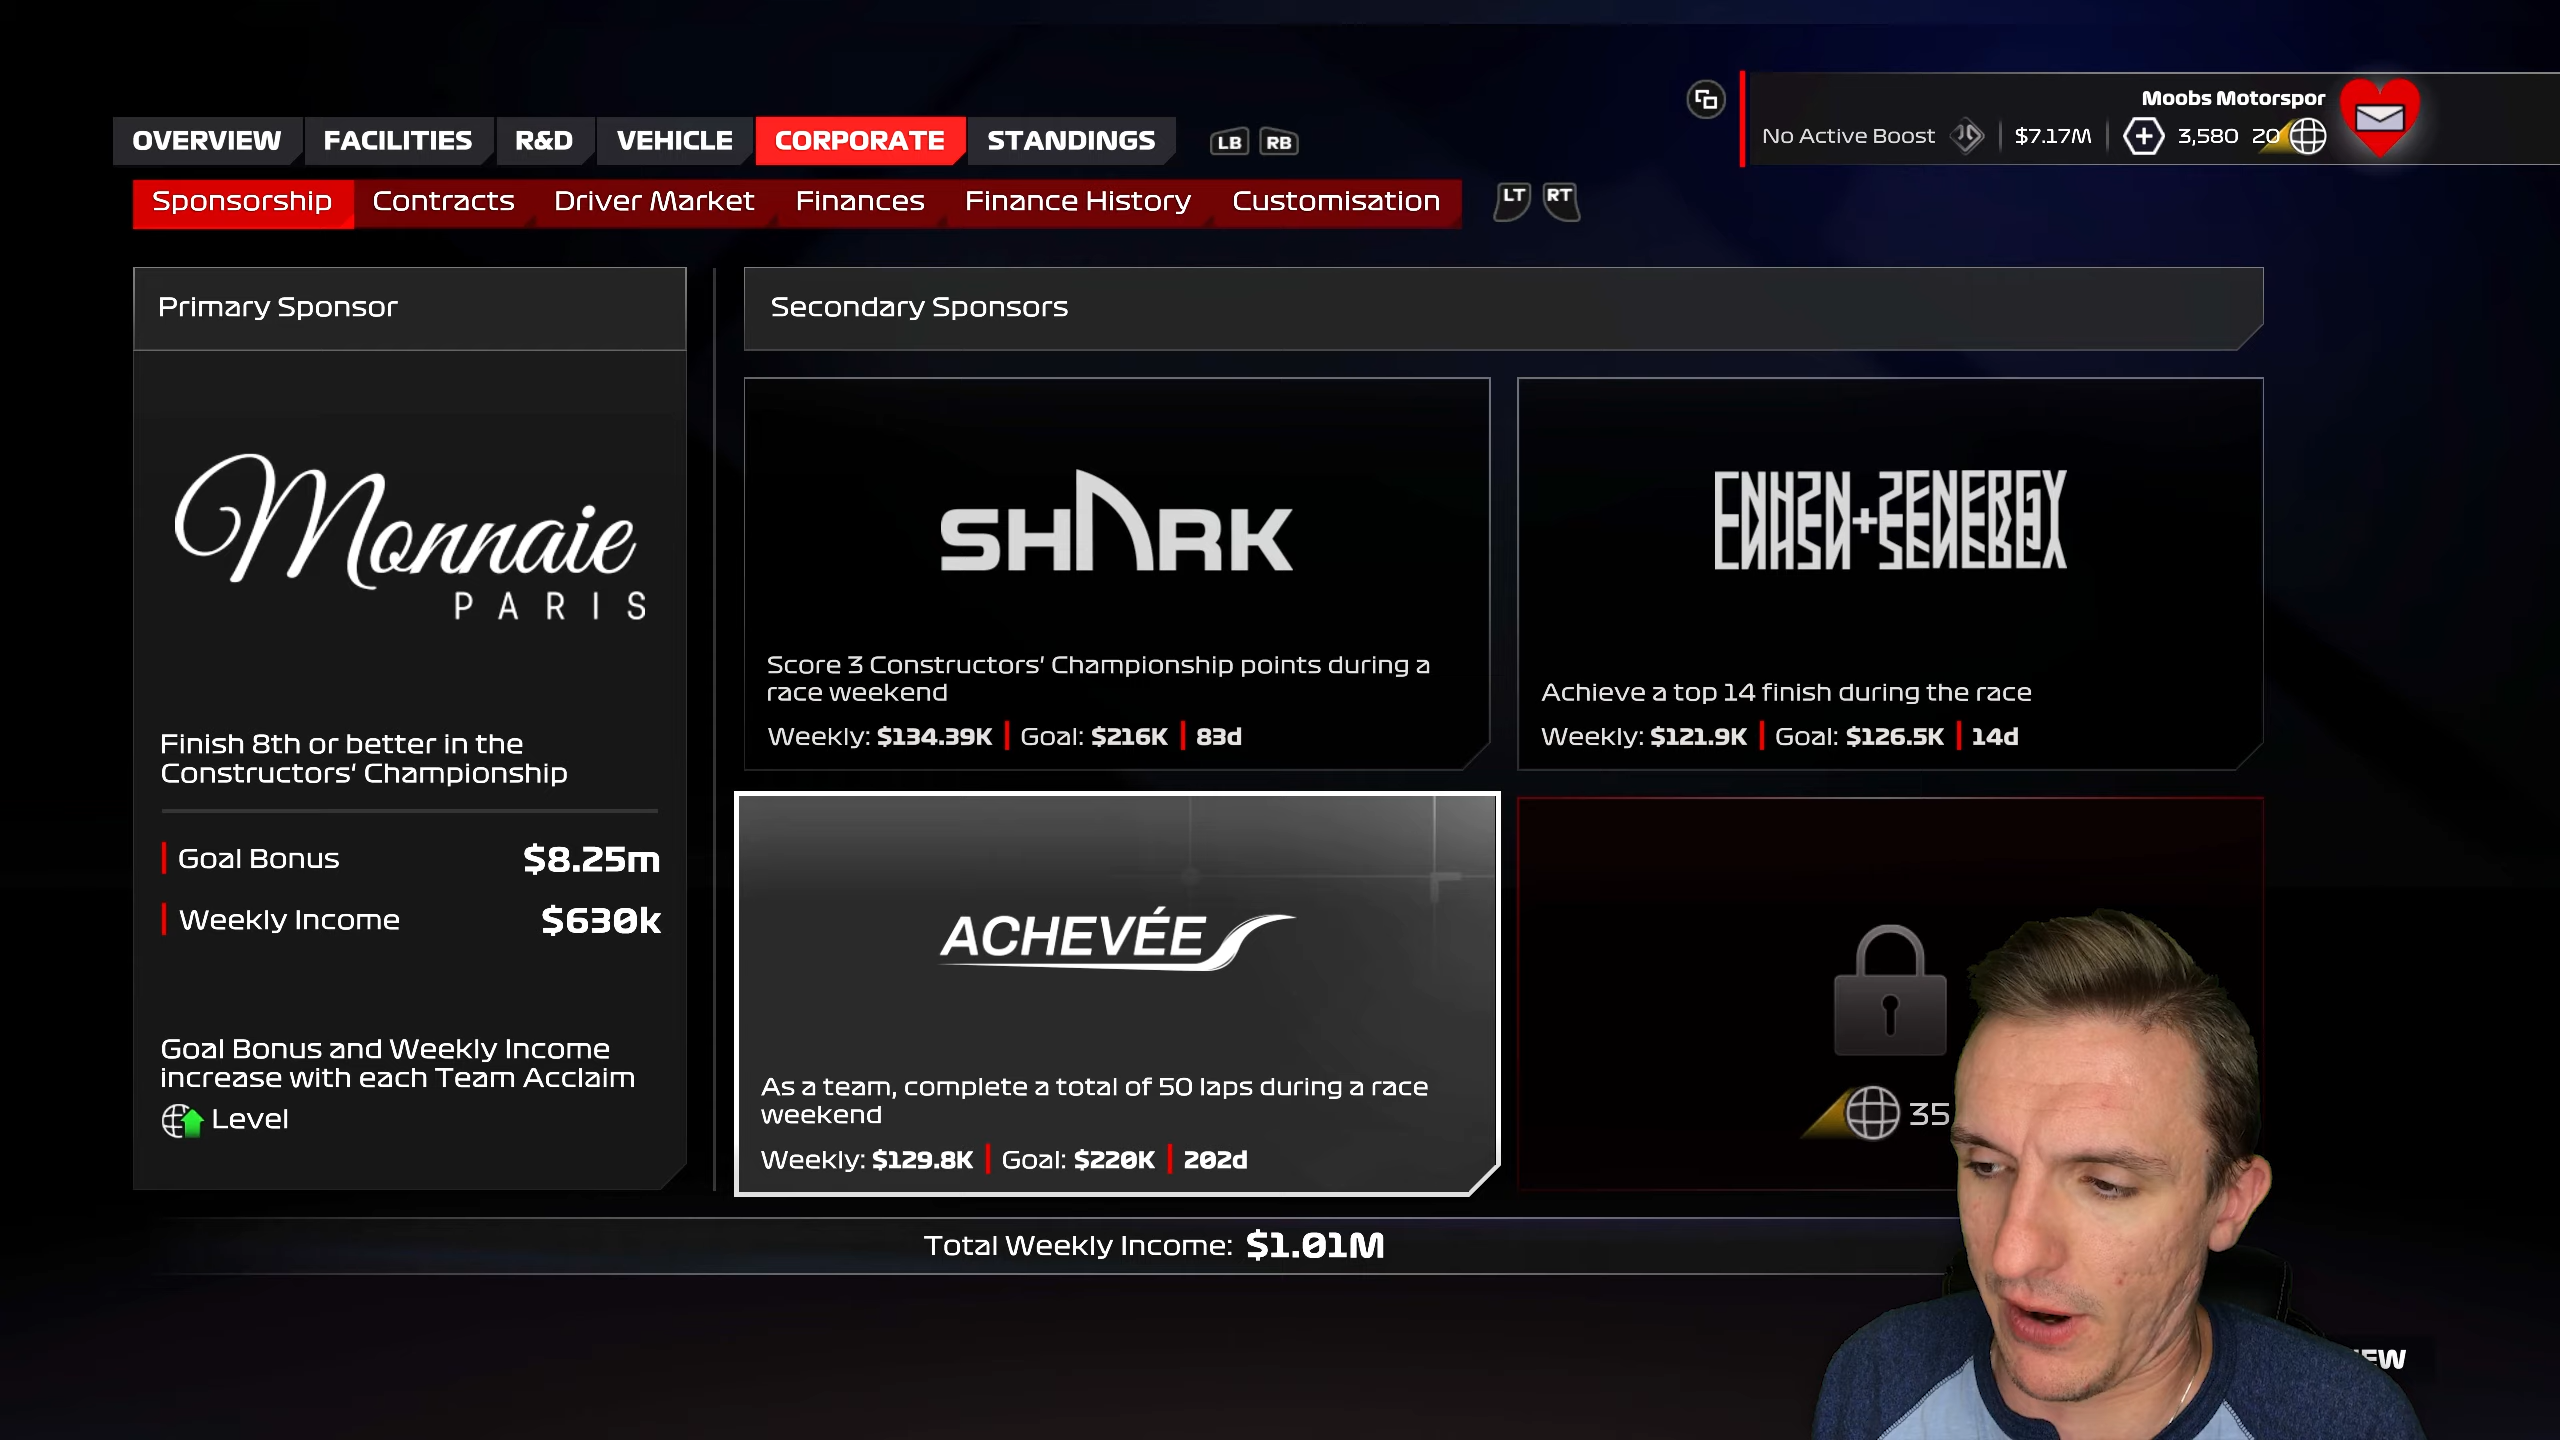 OVERVIEW FACILITIES R&D VEHICLE CORPORATE STANDINGS LB RB
No Active Boost $7.17M Moobs Motorspor 3,580 20
Sponsorship Contracts Driver Market Finances Finance History Customisation LT RT
Primary Sponsor
Monnaie
PARIS
Finish 8th or better in the
Constructors' Championship
Goal Bonus $8.25m
Weekly Income $630k
Goal Bonus and Weekly Income
increase with each Team Acclaim
Level
Secondary Sponsors
SHARK
Score 3 Constructors' Championship points during a
race weekend
Weekly: $134.39K Goal: $216K 83d
Achieve a top 14 finish during the race
Weekly: $121.9K Goal: $126.5K 14d
ACHEVÉE
As a team, complete a total of 50 laps during a race
weekend
Weekly: $129.8K Goal: $220K 202d
35
Total Weekly Income: $1.01M